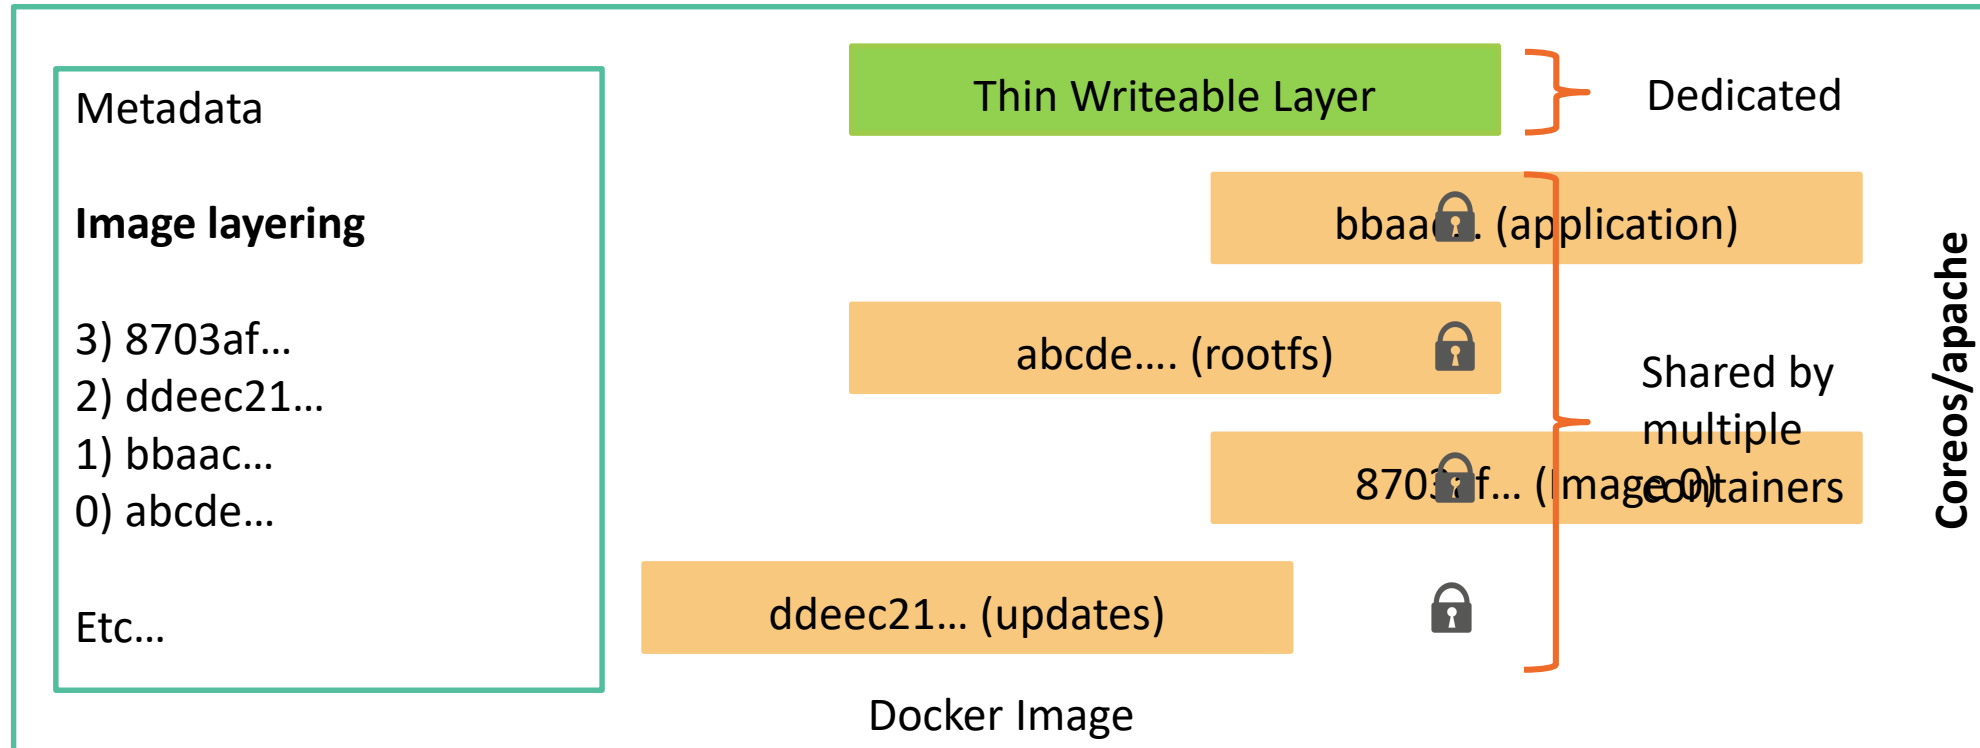 Metadata
Image layering
3) 8703af...
2) ddeec21...
1) bbaac...
0) abcde...
Etc...
Thin Writeable Layer
Dedicated
bbaac... (application)
abcde.... (rootfs)
8703af... (Image 0)
ddeec21... (updates)
Shared by
multiple
containers
Coreos/apache
Docker Image